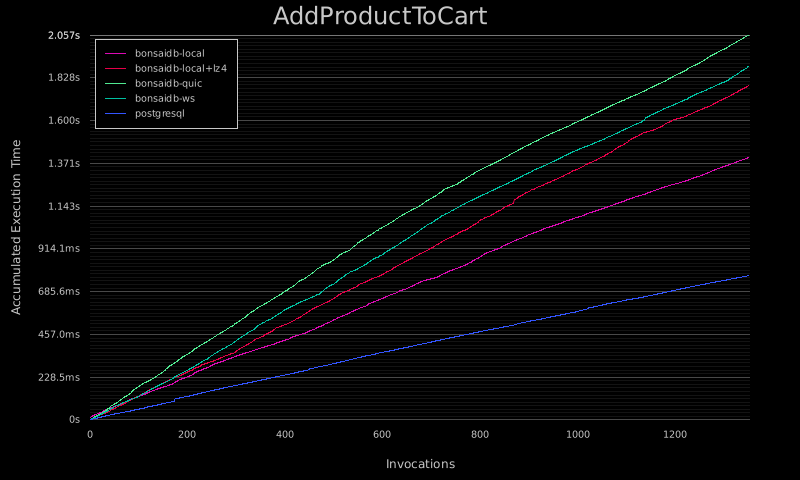 AddProductToCart
2.057s
1.828s
1.600s
1.371s
1.143s
914.1ms
685.6ms
457.0ms
228.5ms
0s
Accumulated Execution Time
bonsaidb-local
bonsaidb-local+lz4
bonsaidb-quic
bonsaidb-ws
postgresql
0 200 400 600 800 1000 1200
Invocations